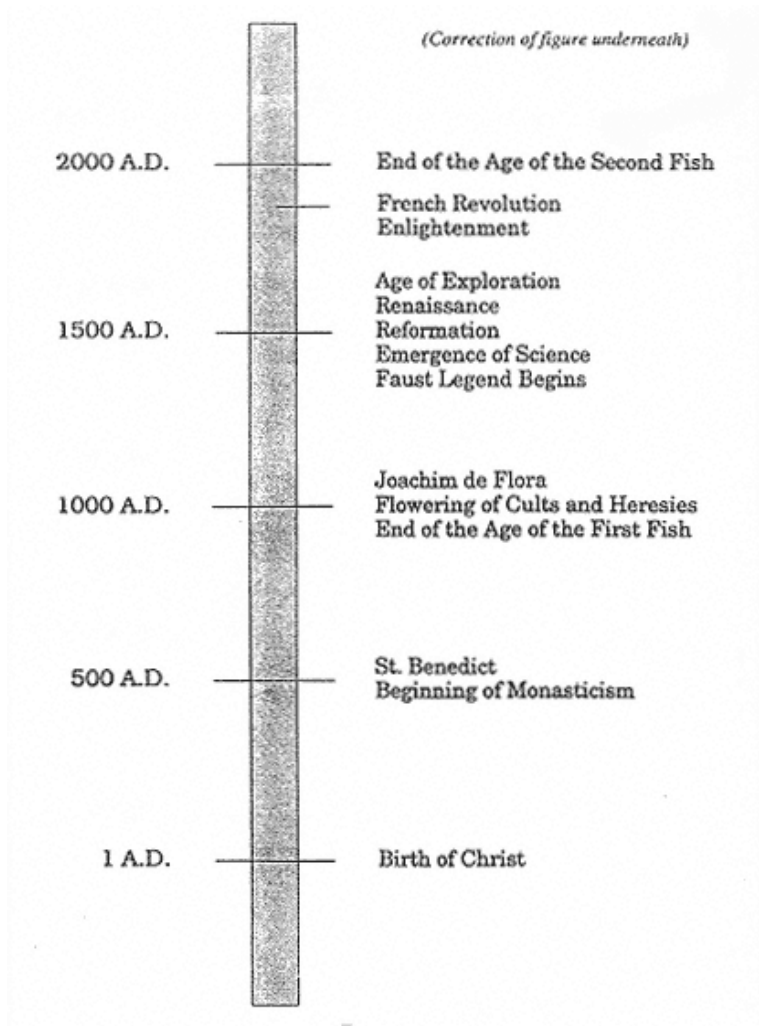 (Correction of figure underneath)
2000 A.D.
End of the Age of the Second Fish
French Revolution
Enlightenment
Age of Exploration
Renaissance
1500 A.D.
Reformation
Emergence of Science
Faust Legend Begins
Joachim de Flora
1000 A.D.
Flowering of Cults and Heresies
End of the Age of the First Fish
St. Benedict
500 A.D.
Beginning of Monasticism
1 A.D.
Birth of Christ